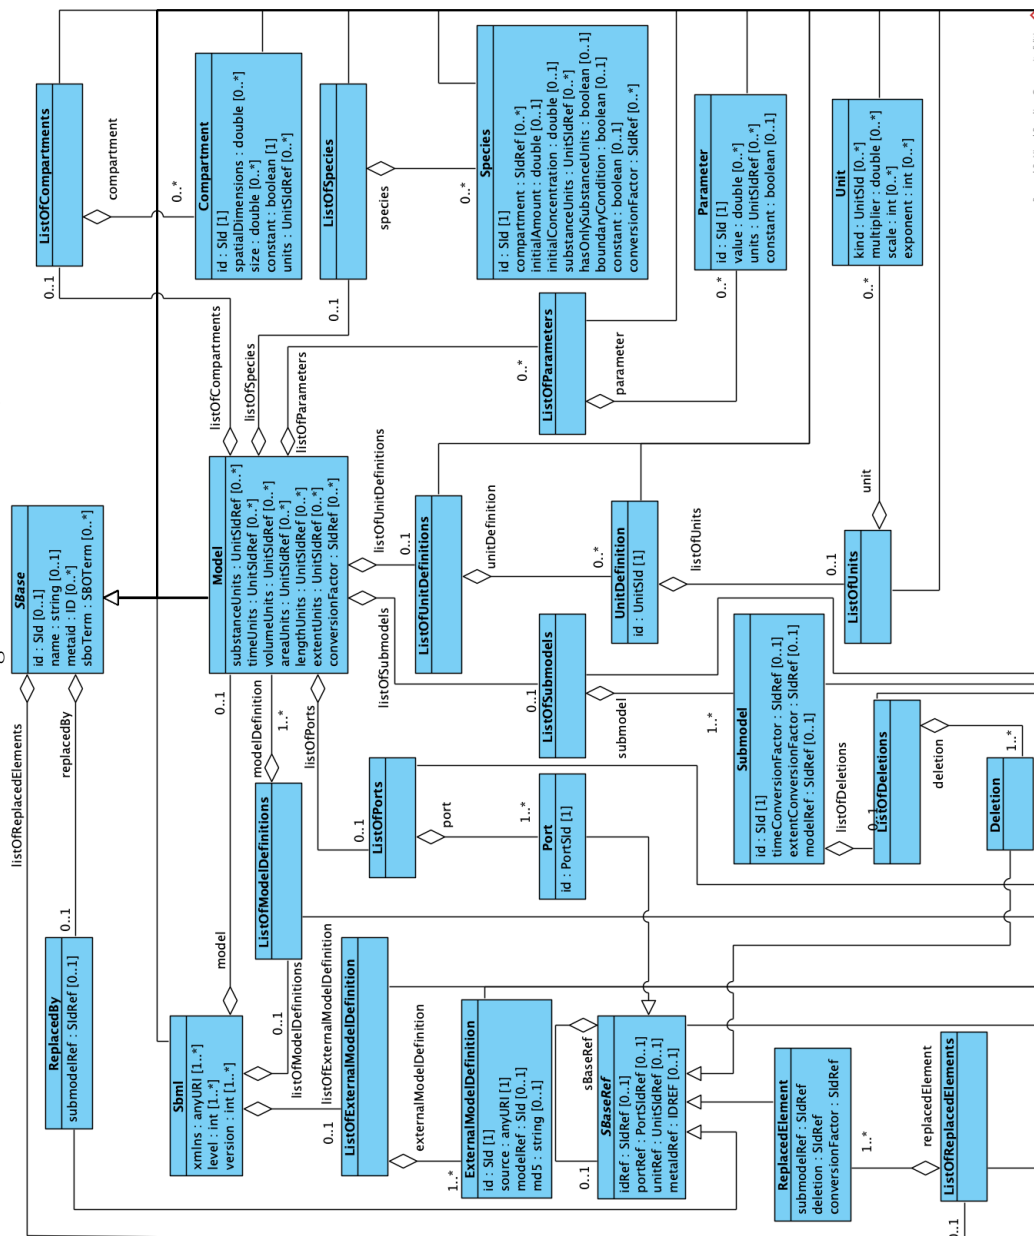 SBase
id : SId [0..1]
name : string [0..1]
metaid : ID [0..*]
sboTerm : SBOTerm [0..*]
listOfReplacedElements
replacedBy
0..1
ReplacedBy
submodelRef : SIdRef [0..1]
ListOfCompartments
0..1
compartment
0..*
Compartment
id : SId [1]
spatialDimensions : double [0..*]
size : double [0..*]
constant : boolean [1]
units : UnitSIdRef [0..*]
ListOfSpecies
0..1
species
0..*
Species
id : SId [1]
compartment : SIdRef [0..*]
initialAmount : double [0..1]
initialConcentration : double [0..1]
substanceUnits : UnitSIdRef [0..*]
hasOnlySubstanceUnits : boolean [0..1]
boundaryCondition : boolean [0..1]
constant : boolean [0..1]
conversionFactor : SIdRef [0..*]
Model
substanceUnits : UnitSIdRef [0..*]
timeUnits : UnitSIdRef [0..*]
volumeUnits : UnitSIdRef [0..*]
areaUnits : UnitSIdRef [0..*]
lengthUnits : UnitSIdRef [0..*]
extentUnits : UnitSIdRef [0..*]
conversionFactor : SIdRef [0..*]
listOfCompartments
listOfSpecies
listOfParameters
0..*
ListOfParameters
parameter
0..*
Parameter
id : SId [1]
value : double [0..*]
units : UnitSIdRef [0..*]
constant : boolean [0..1]
listOfUnitDefinitions
0..1
ListOfUnitDefinitions
unitDefinition
0..*
UnitDefinition
id : UnitSId [1]
listOfUnits
0..1
ListOfUnits
unit
0..*
Unit
kind : UnitSId [0..1]
multiplier : double [0..*]
scale : int [0..*]
exponent : int [0..*]
listOfSubmodels
0..1
ListOfSubmodels
submodel
1..*
Submodel
id : SId [1]
timeConversionFactor : SIdRef [0..1]
extentConversionFactor : SIdRef [0..1]
modelRef : SIdRef [0..1]
listOfDeletions
0..1
ListOfDeletions
deletion
1..*
Deletion
listOfPorts
0..1
ListOfPorts
port
1..*
Port
id : PortSId [1]
0..1
model
modelDefinition
1..*
ListOfModelDefinitions
0..1
listOfModelDefinitions
Sbml
xmlns : anyURI [1..*]
level : int [1..*]
version : int [1..*]
listOfExternalModelDefinition
0..1
ListOfExternalModelDefinition
externalModelDefinition
1..*
ExternalModelDefinition
id : SId [1]
source : anyURI [1]
modelRef : SId [0..1]
md5 : string [0..1]
sBaseRef
0..1
SBaseRef
idRef : SIdRef [0..1]
portRef : PortSIdRef [0..1]
unitRef : UnitSIdRef [0..1]
metaIdRef : IDREF [0..1]
ReplacedElement
submodelRef : SIdRef
deletion : SIdRef
conversionFactor : SIdRef
1..*
replacedElement
ListOfReplacedElements
0..1